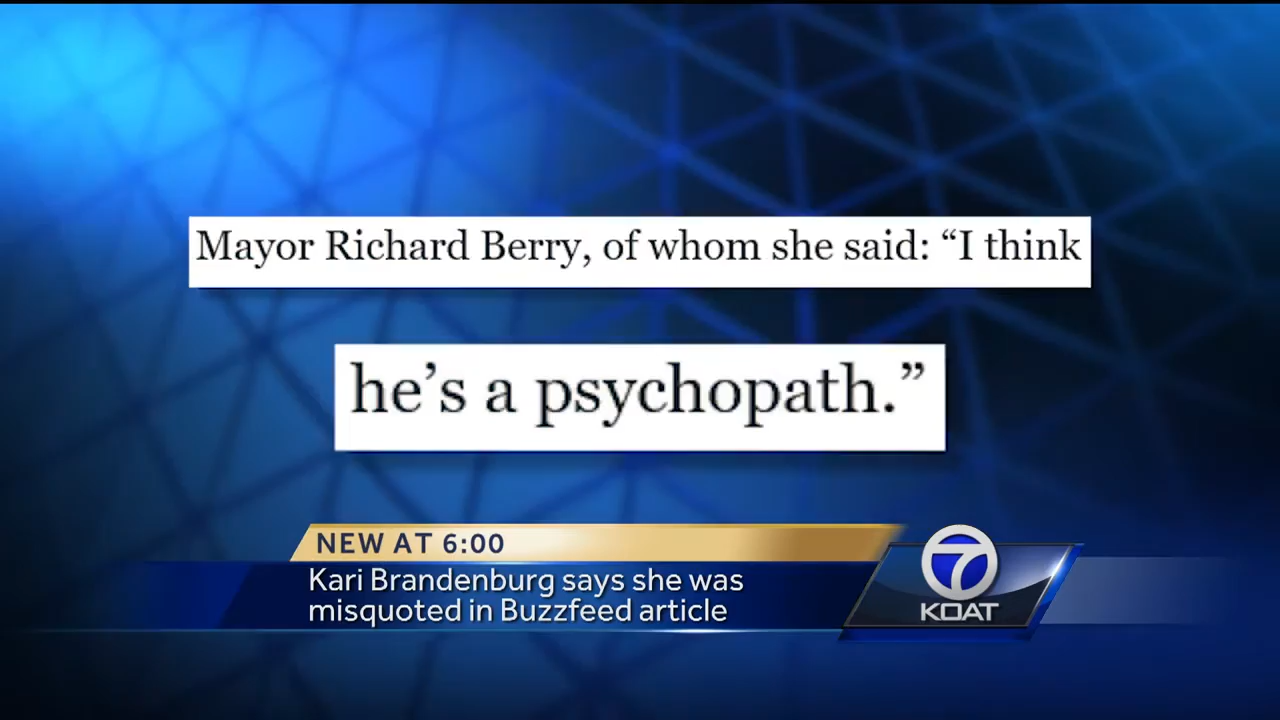 Mayor Richard Berry, of whom she said: “I think
he’s a psychopath.”
NEW AT 6:00
Kari Brandenburg says she was
misquoted in Buzzfeed article
7
KOAT